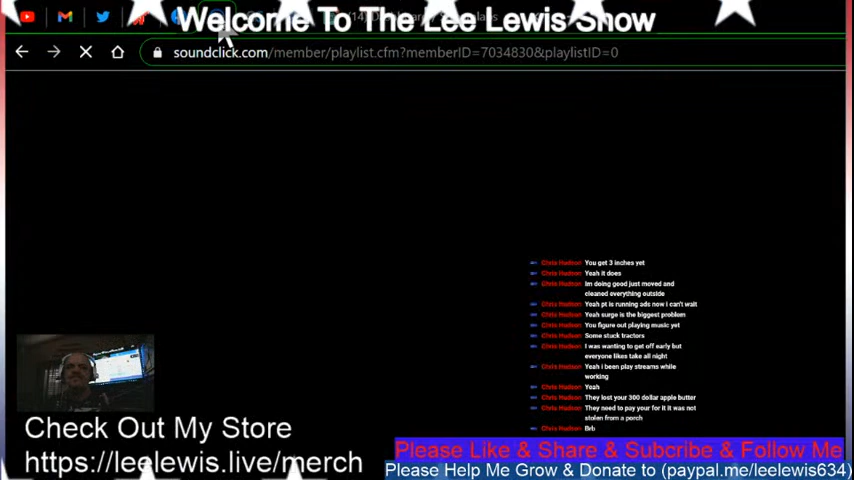 Welcome To The Lee Lewis Show
soundclick.com/member/playlist.cfm?memberID=7034830&playlistID=0
Chris Hudson You get 3 inches yet
Chris Hudson Yeah it does
Chris Hudson Im doing good just moved and
cleaned everything outside
Chris Hudson Yeah pt is running ads now i can't wait
Chris Hudson Yeah surge is the biggest problem
Chris Hudson You figure out playing music yet
Chris Hudson Some stuck tractors
Chris Hudson I was wanting to get off early but
everyone likes take all night
Chris Hudson Yeah i been play streams while
working
Chris Hudson Yeah
Chris Hudson They lost your 300 dollar apple butter
Chris Hudson They need to pay your for it it was not
stolen from a porch
Chris Hudson Brb
Check Out My Store
https://leelewis.live/merch
Please Like & Share & Subcribe & Follow Me
Please Help Me Grow & Donate to (paypal.me/leelewis634)